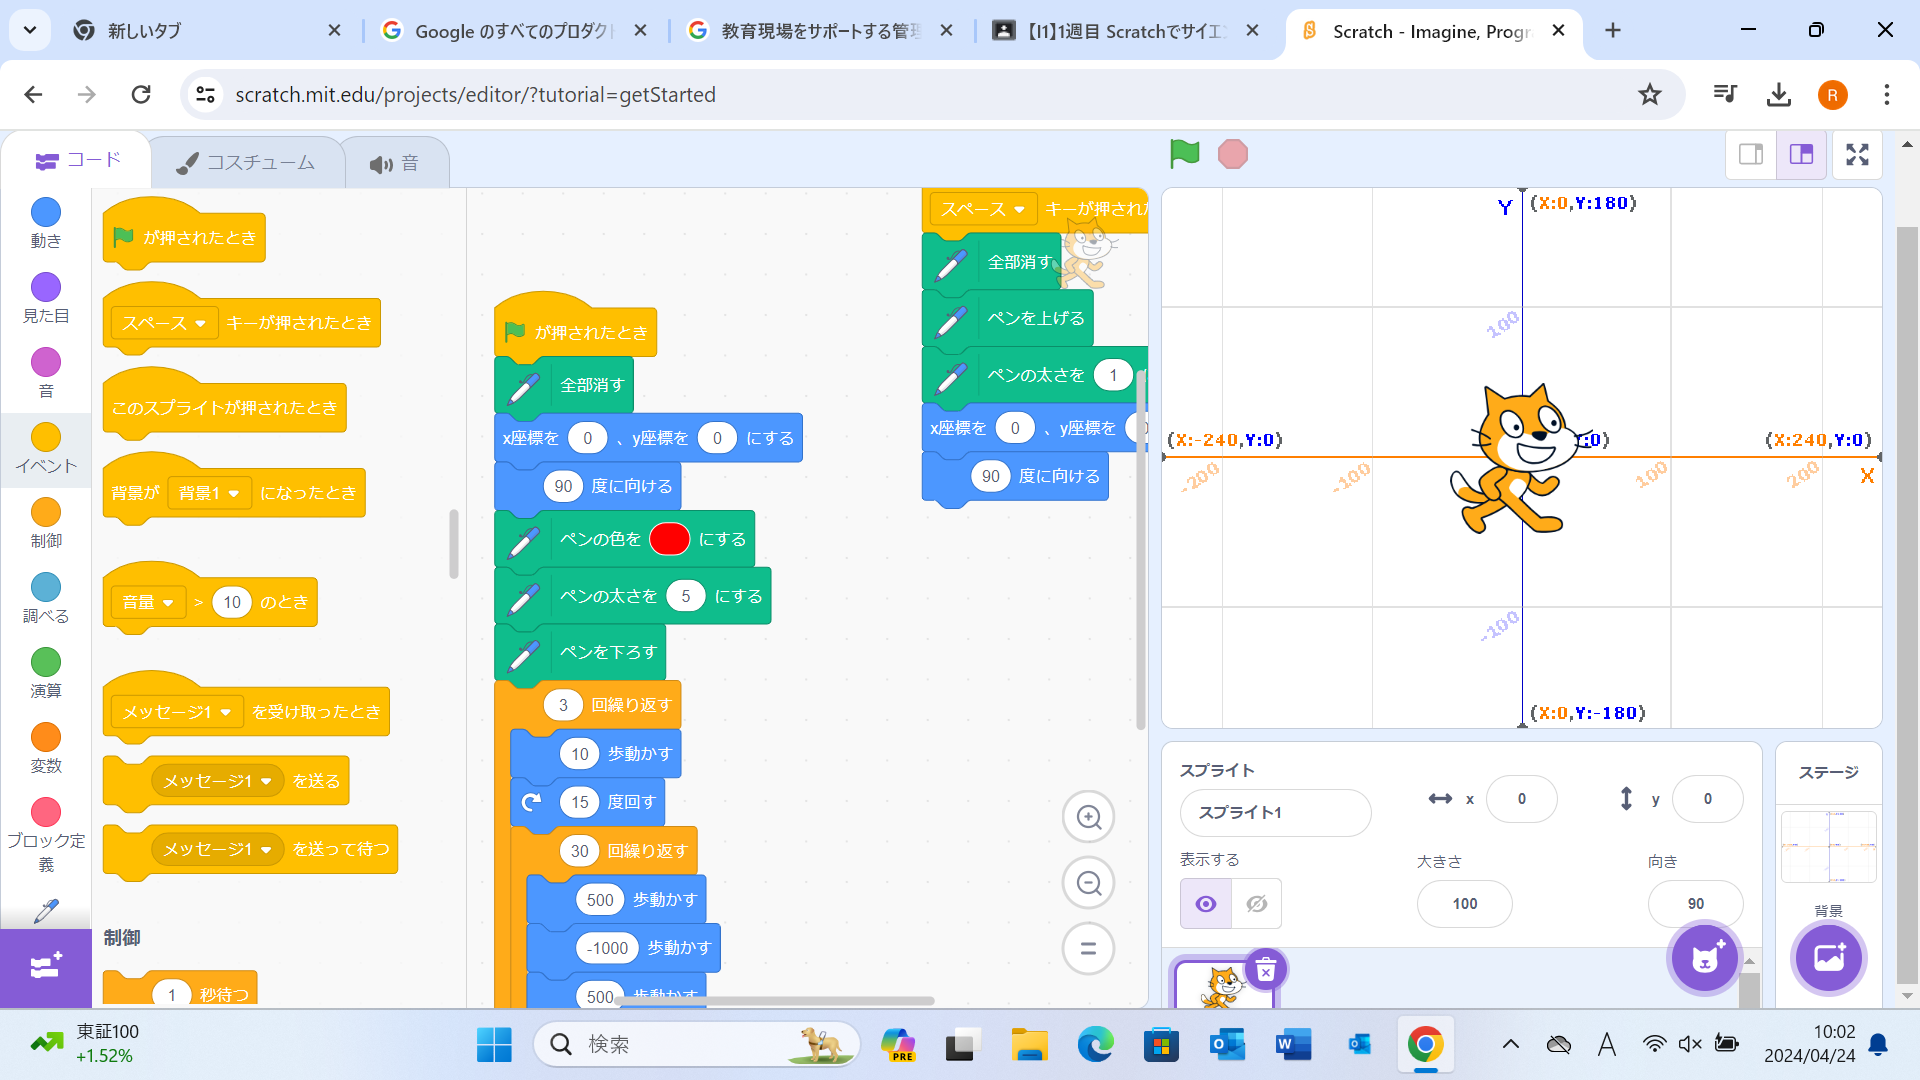 新しいタブ
Google のすべてのプロダク
教育現場をサポートする管理
【I1】1週目 Scratchでサイエン
Scratch - Imagine, Progr
scratch.mit.edu/projects/editor/?tutorial=getStarted
R
コード
コスチューム
音
動き
見た目
音
イベント
制御
調べる
演算
変数
ブロック定義
が押されたとき
スペース キーが押されたとき
このスプライトが押されたとき
背景が 背景1 になったとき
音量 > 10 のとき
メッセージ1 を受け取ったとき
メッセージ1 を送る
メッセージ1 を送って待つ
制御
1 秒待つ
が押されたとき
全部消す
x座標を 0 、y座標を 0 にする
90 度に向ける
ペンの色を にする
ペンの太さを 5 にする
ペンを下ろす
3 回繰り返す
10 歩動かす
15 度回す
30 回繰り返す
500 歩動かす
-1000 歩動かす
500 歩動かす
スペース キーが押された
全部消す
ペンを上げる
ペンの太さを 1
x座標を 0 、y座標を 0
90 度に向ける
Y
(X:0,Y:180)
100
(X:-240,Y:0)
:0)
(X:240,Y:0)
-200
-100
100
200
X
-100
(X:0,Y:-180)
スプライト
スプライト1
x 0
y 0
表示する
大きさ
100
向き
90
ステージ
背景
東証100
+1.52%
検索
PRE
A
10:02
2024/04/24